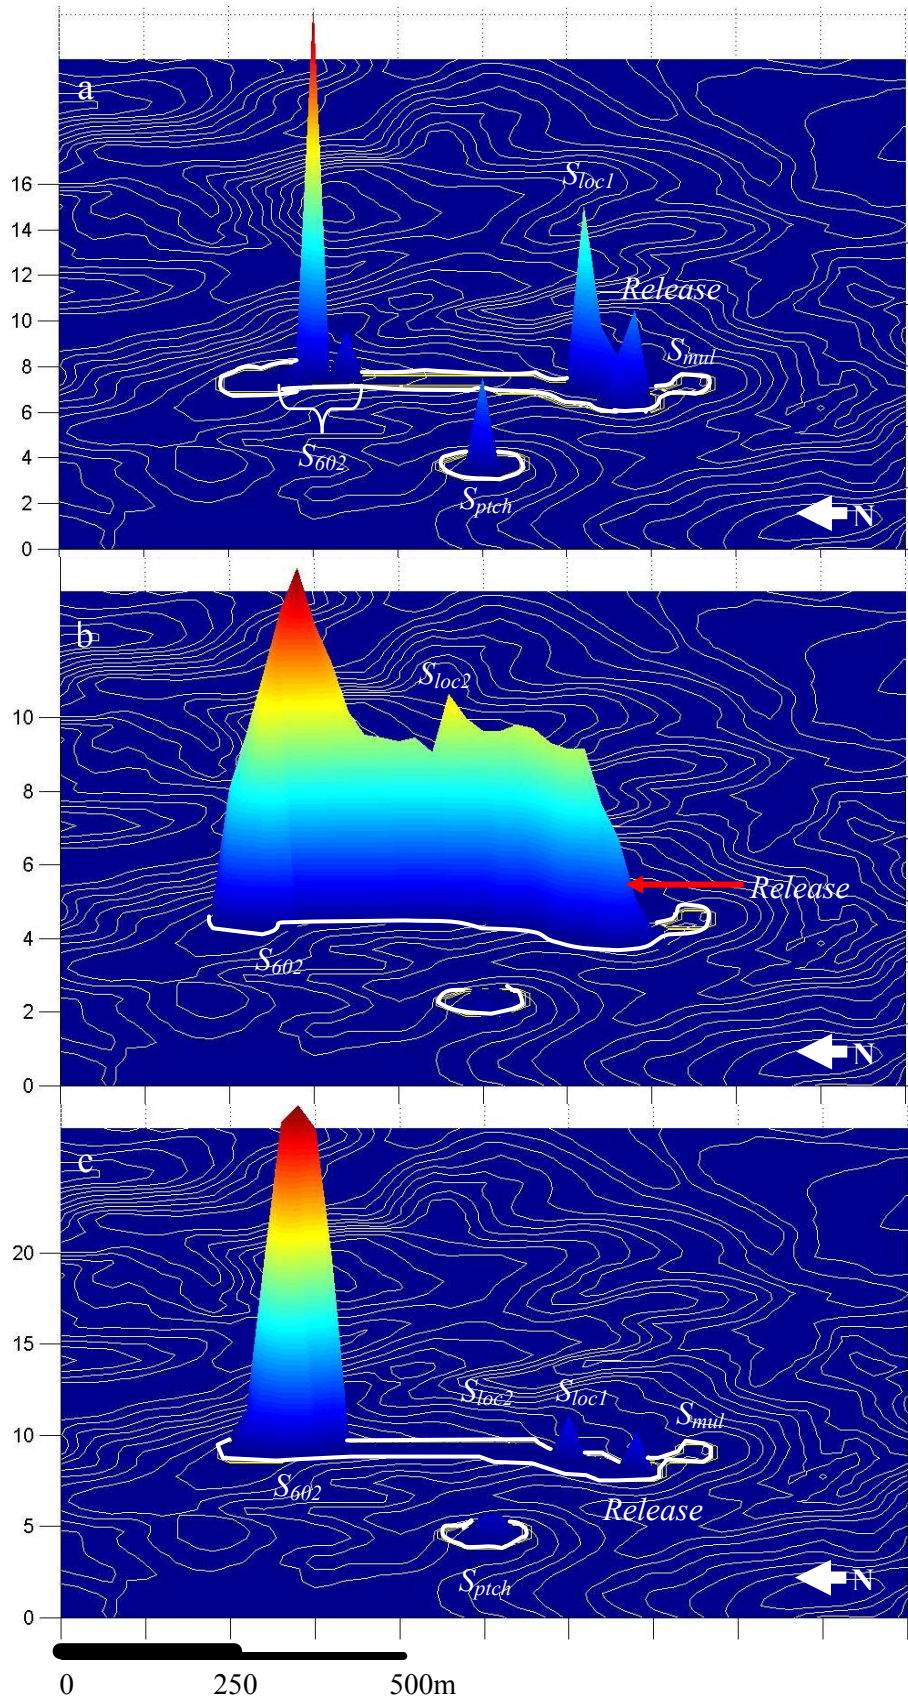 a
16
14
12
10
8
6
4
2
0
Sloc1
Release
Smul
S602
Sptch
N
b
10
8
6
4
2
0
Sloc2
Release
S602
N
c
20
15
10
5
0
Sloc2 Sloc1
Smul
S602
Release
Sptch
N
0 250 500m